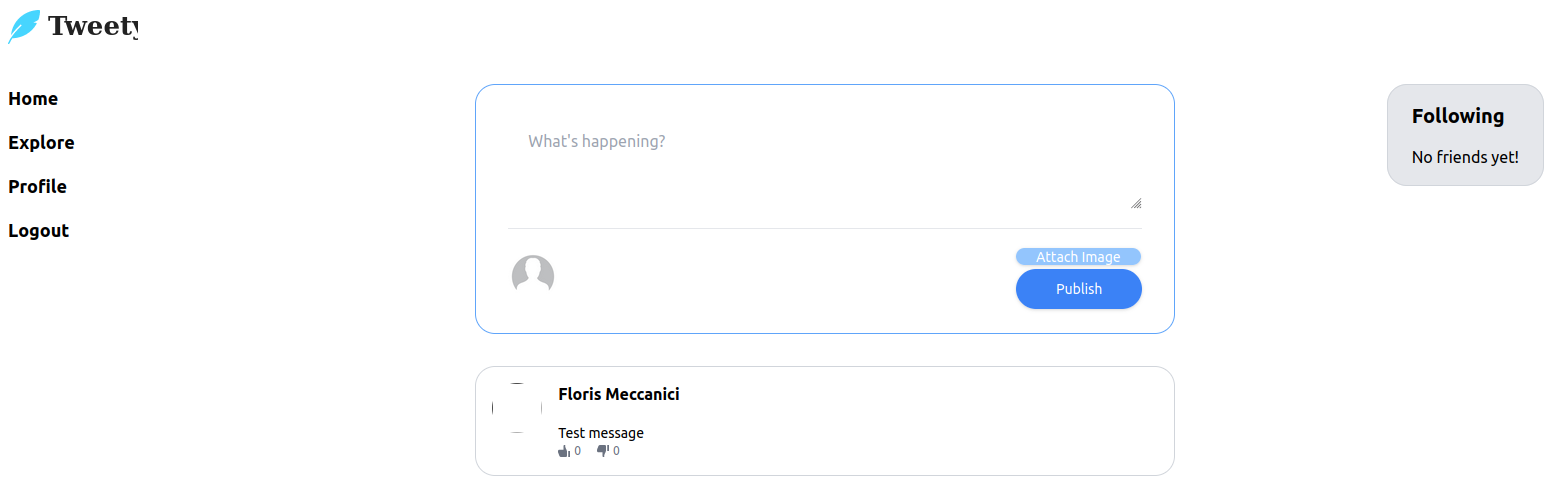 Tweety
Home
Explore
Profile
Logout
What's happening?
Attach Image
Publish
Following
No friends yet!
Floris Meccanici
Test message
0 0